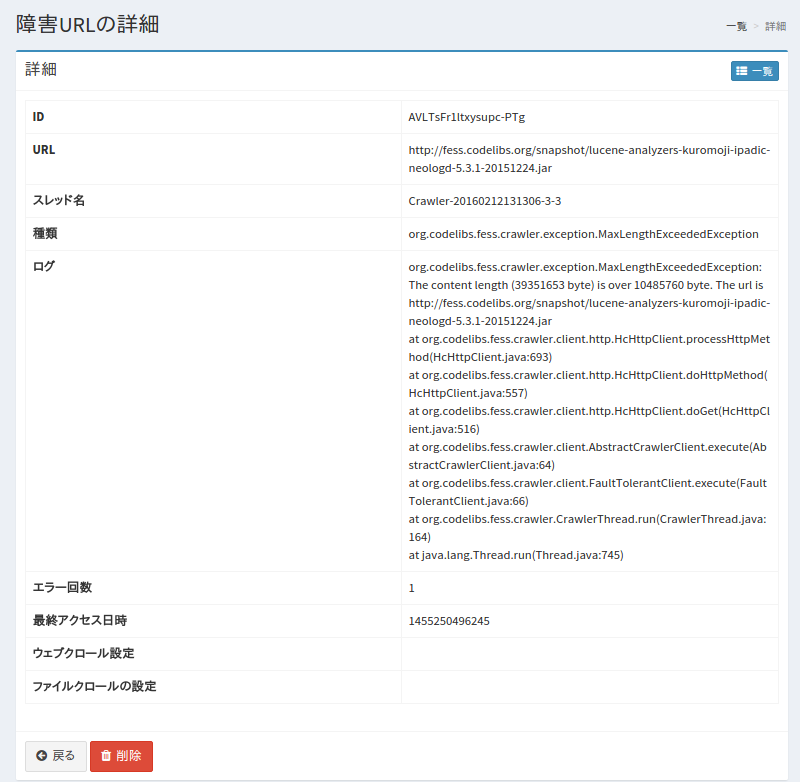 障害URLの詳細
一覧 > 詳細
詳細
一覧
ID
AVLTsFr1ltxysupc-PTg
URL
http://fess.codelibs.org/snapshot/lucene-analyzers-kuromoji-ipadic-
neologd-5.3.1-20151224.jar
スレッド名
Crawler-20160212131306-3-3
種類
org.codelibs.fess.crawler.exception.MaxLengthExceededException
ログ
org.codelibs.fess.crawler.exception.MaxLengthExceededException:
The content length (39351653 byte) is over 10485760 byte. The url is
http://fess.codelibs.org/snapshot/lucene-analyzers-kuromoji-ipadic-
neologd-5.3.1-20151224.jar
at org.codelibs.fess.crawler.client.http.HcHttpClient.processHttpMet
hod(HcHttpClient.java:693)
at org.codelibs.fess.crawler.client.http.HcHttpClient.doHttpMethod(
HcHttpClient.java:557)
at org.codelibs.fess.crawler.client.http.HcHttpClient.doGet(HcHttpCl
ient.java:516)
at org.codelibs.fess.crawler.client.AbstractCrawlerClient.execute(Ab
stractCrawlerClient.java:64)
at org.codelibs.fess.crawler.client.FaultTolerantClient.execute(Fault
TolerantClient.java:66)
at org.codelibs.fess.crawler.CrawlerThread.run(CrawlerThread.java:
164)
at java.lang.Thread.run(Thread.java:745)
エラー回数
1
最終アクセス日時
1455250496245
ウェブクロール設定
ファイルクロールの設定
戻る
削除